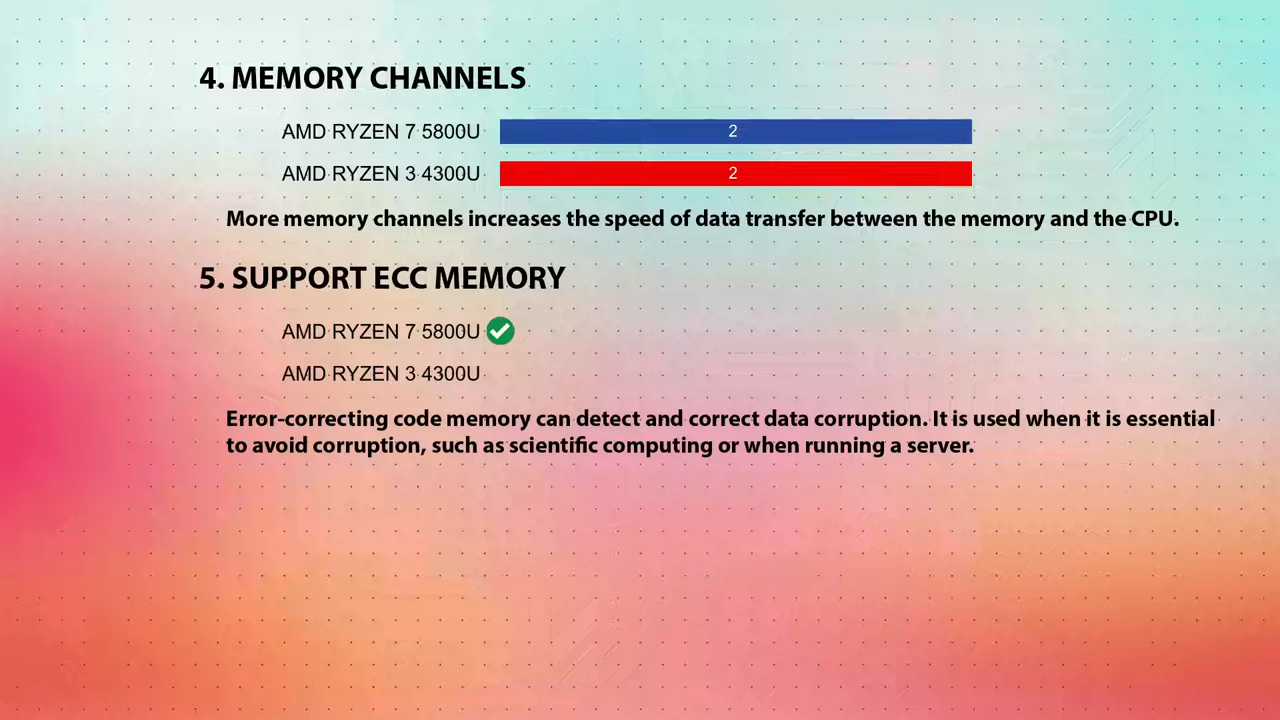 4. MEMORY CHANNELS
AMD RYZEN 7 5800U 2
AMD RYZEN 3 4300U 2
More memory channels increases the speed of data transfer between the memory and the CPU.
5. SUPPORT ECC MEMORY
AMD RYZEN 7 5800U
AMD RYZEN 3 4300U
Error-correcting code memory can detect and correct data corruption. It is used when it is essential
to avoid corruption, such as scientific computing or when running a server.